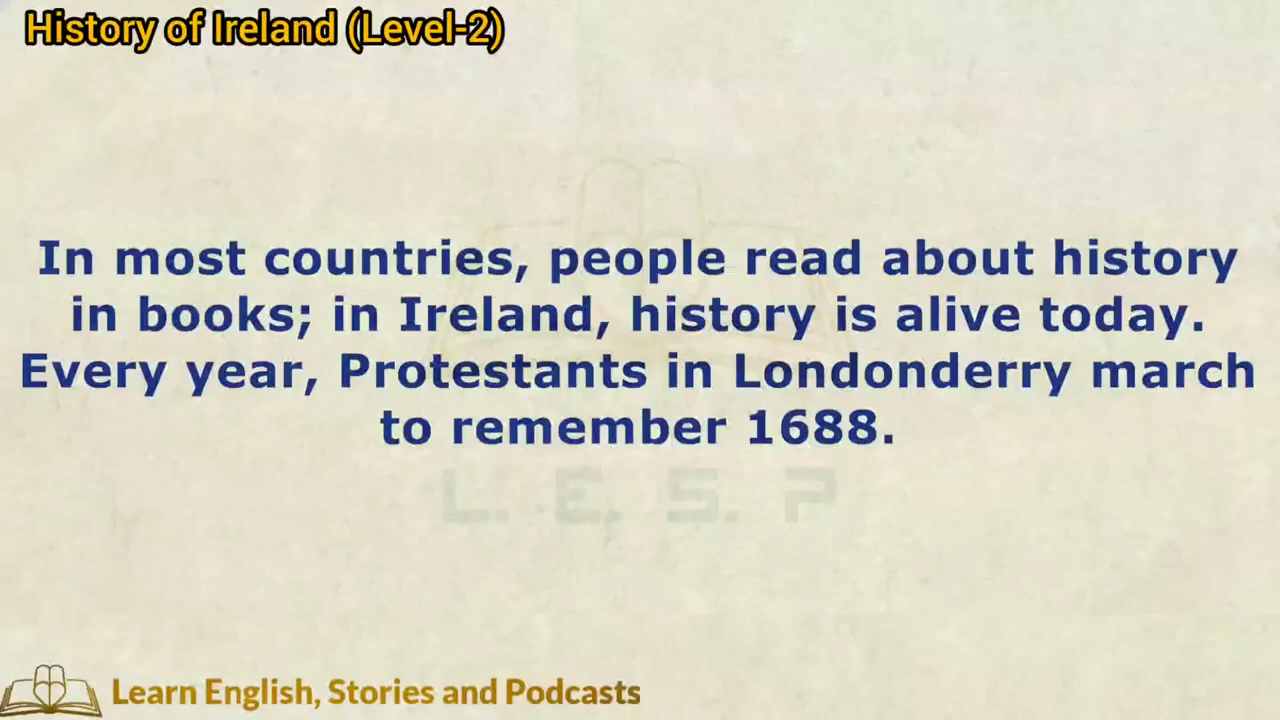 History of Ireland (Level-2)
In most countries, people read about history
in books; in Ireland, history is alive today.
Every year, Protestants in Londonderry march
to remember 1688.
L. E. S. P
Learn English, Stories and Podcasts